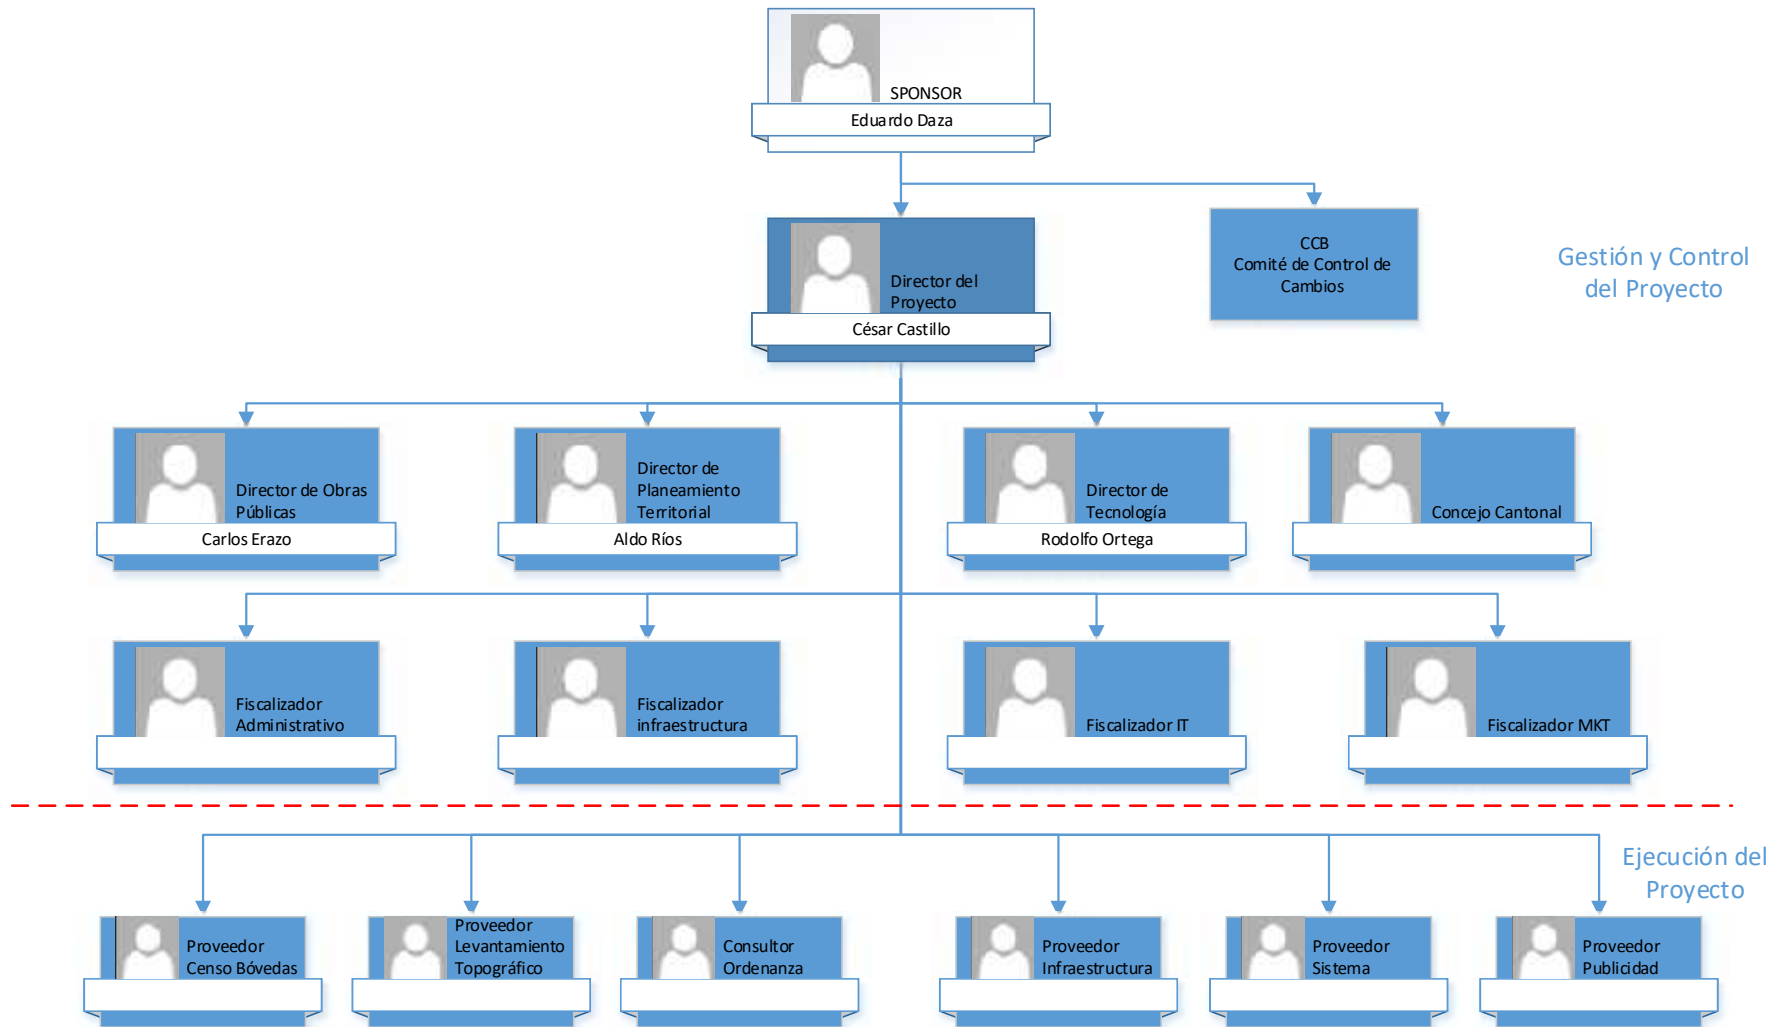 SPONSOR
Eduardo Daza
Director del
Proyecto
César Castillo
CCB
Comité de Control de
Cambios
Gestión y Control
del Proyecto
Director de Obras
Públicas
Carlos Erazo
Director de
Planeamiento
Territorial
Aldo Ríos
Director de
Tecnología
Rodolfo Ortega
Concejo Cantonal
Fiscalizador
Administrativo
Fiscalizador
infraestructura
Fiscalizador IT
Fiscalizador MKT
Ejecución del
Proyecto
Proveedor
Censo Bóvedas
Proveedor
Levantamiento
Topográfico
Consultor
Ordenanza
Proveedor
Infraestructura
Proveedor
Sistema
Proveedor
Publicidad